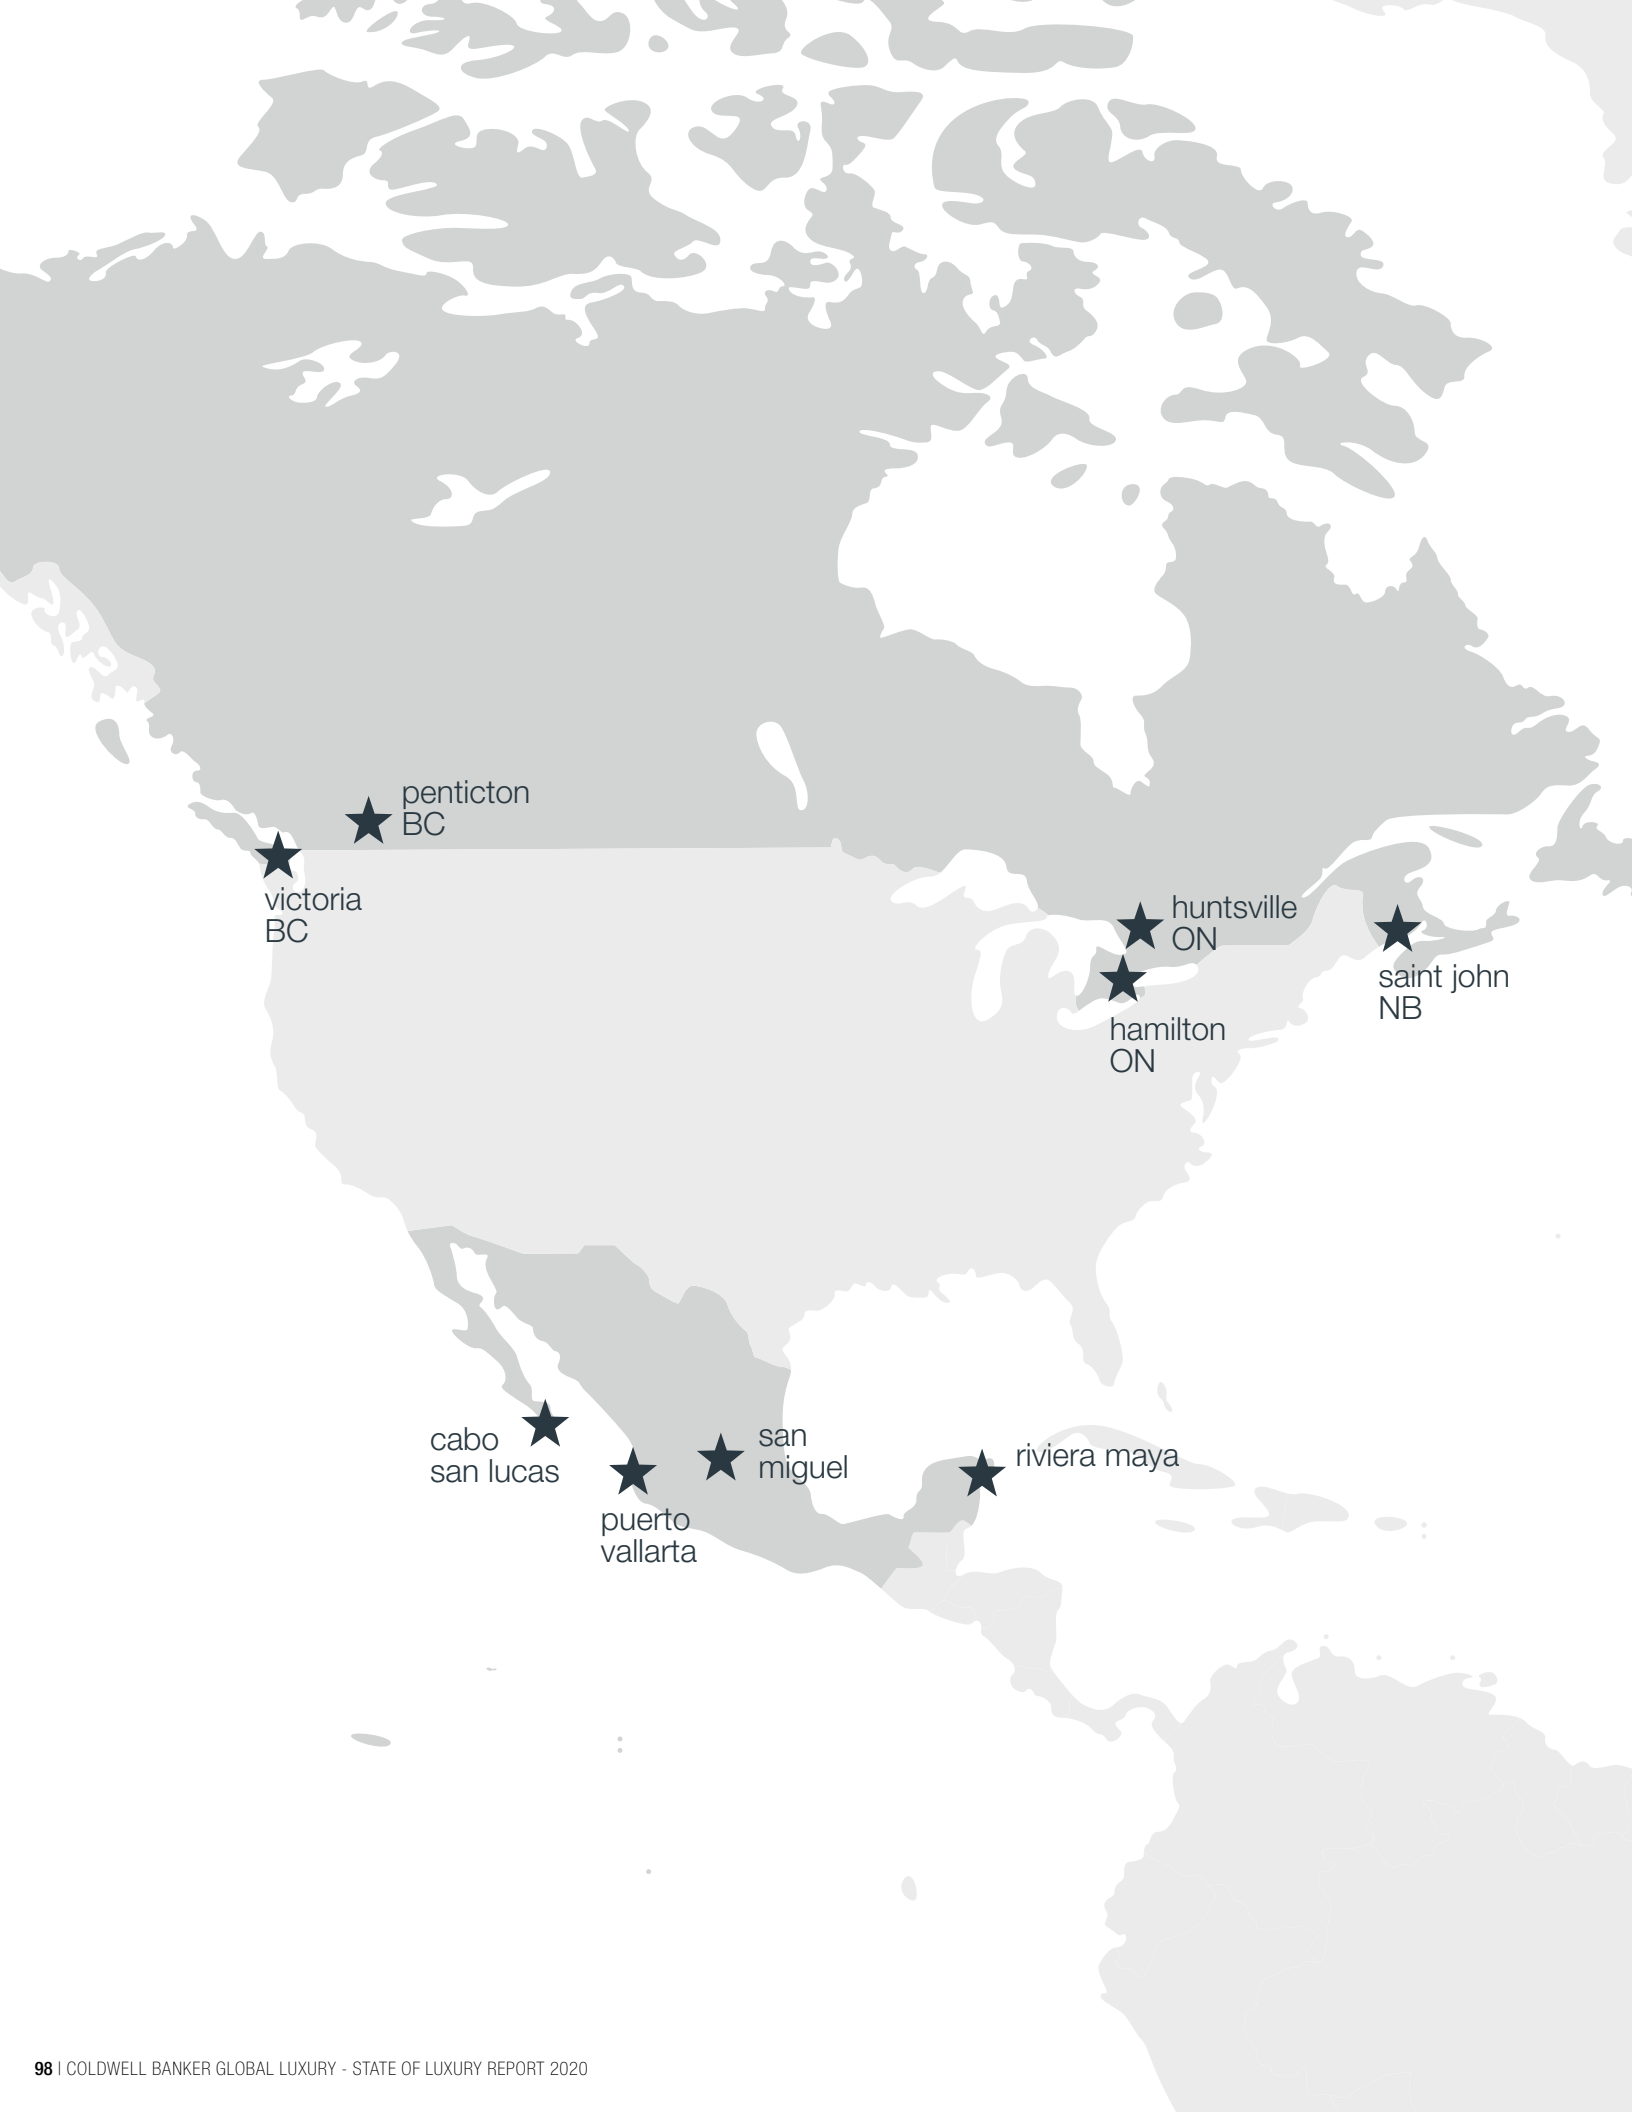 penticton
BC
victoria
BC
huntsville
ON
saint john
NB
hamilton
ON
cabo
san lucas
san
miguel
riviera maya
puerto
vallarta
98 | COLDWELL BANKER GLOBAL LUXURY - STATE OF LUXURY REPORT 2020